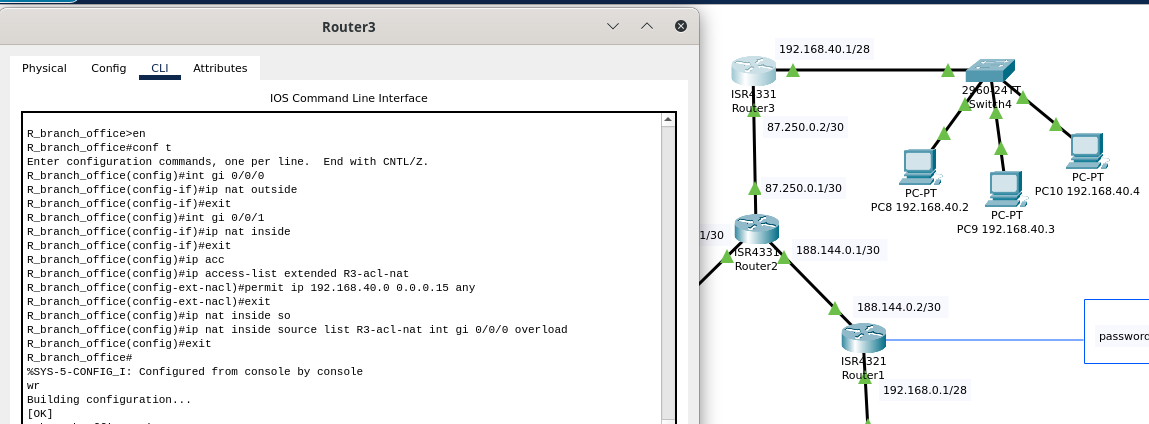 Router3
Physical Config CLI Attributes
IOS Command Line Interface
R_branch_office>en
R_branch_office#conf t
Enter configuration commands, one per line.  End with CNTL/Z.
R_branch_office(config)#int gi 0/0/0
R_branch_office(config-if)#ip nat outside
R_branch_office(config-if)#exit
R_branch_office(config)#int gi 0/0/1
R_branch_office(config-if)#ip nat inside
R_branch_office(config-if)#exit
R_branch_office(config)#ip acc
R_branch_office(config)#ip access-list extended R3-acl-nat
R_branch_office(config-ext-nacl)#permit ip 192.168.40.0 0.0.0.15 any
R_branch_office(config-ext-nacl)#exit
R_branch_office(config)#ip nat inside so
R_branch_office(config)#ip nat inside source list R3-acl-nat int gi 0/0/0 overload
R_branch_office(config)#exit
R_branch_office#
%SYS-5-CONFIG_I: Configured from console by console
wr
Building configuration...
[OK]
192.168.40.1/28
ISR4331
Router3
2960-24TT
Switch4
87.250.0.2/30
PC-PT
PC10 192.168.40.4
PC-PT
PC8 192.168.40.2
PC-PT
PC9 192.168.40.3
87.250.0.1/30
1/30
ISR4331
Router2
188.144.0.1/30
188.144.0.2/30
ISR4321
Router1
password
192.168.0.1/28